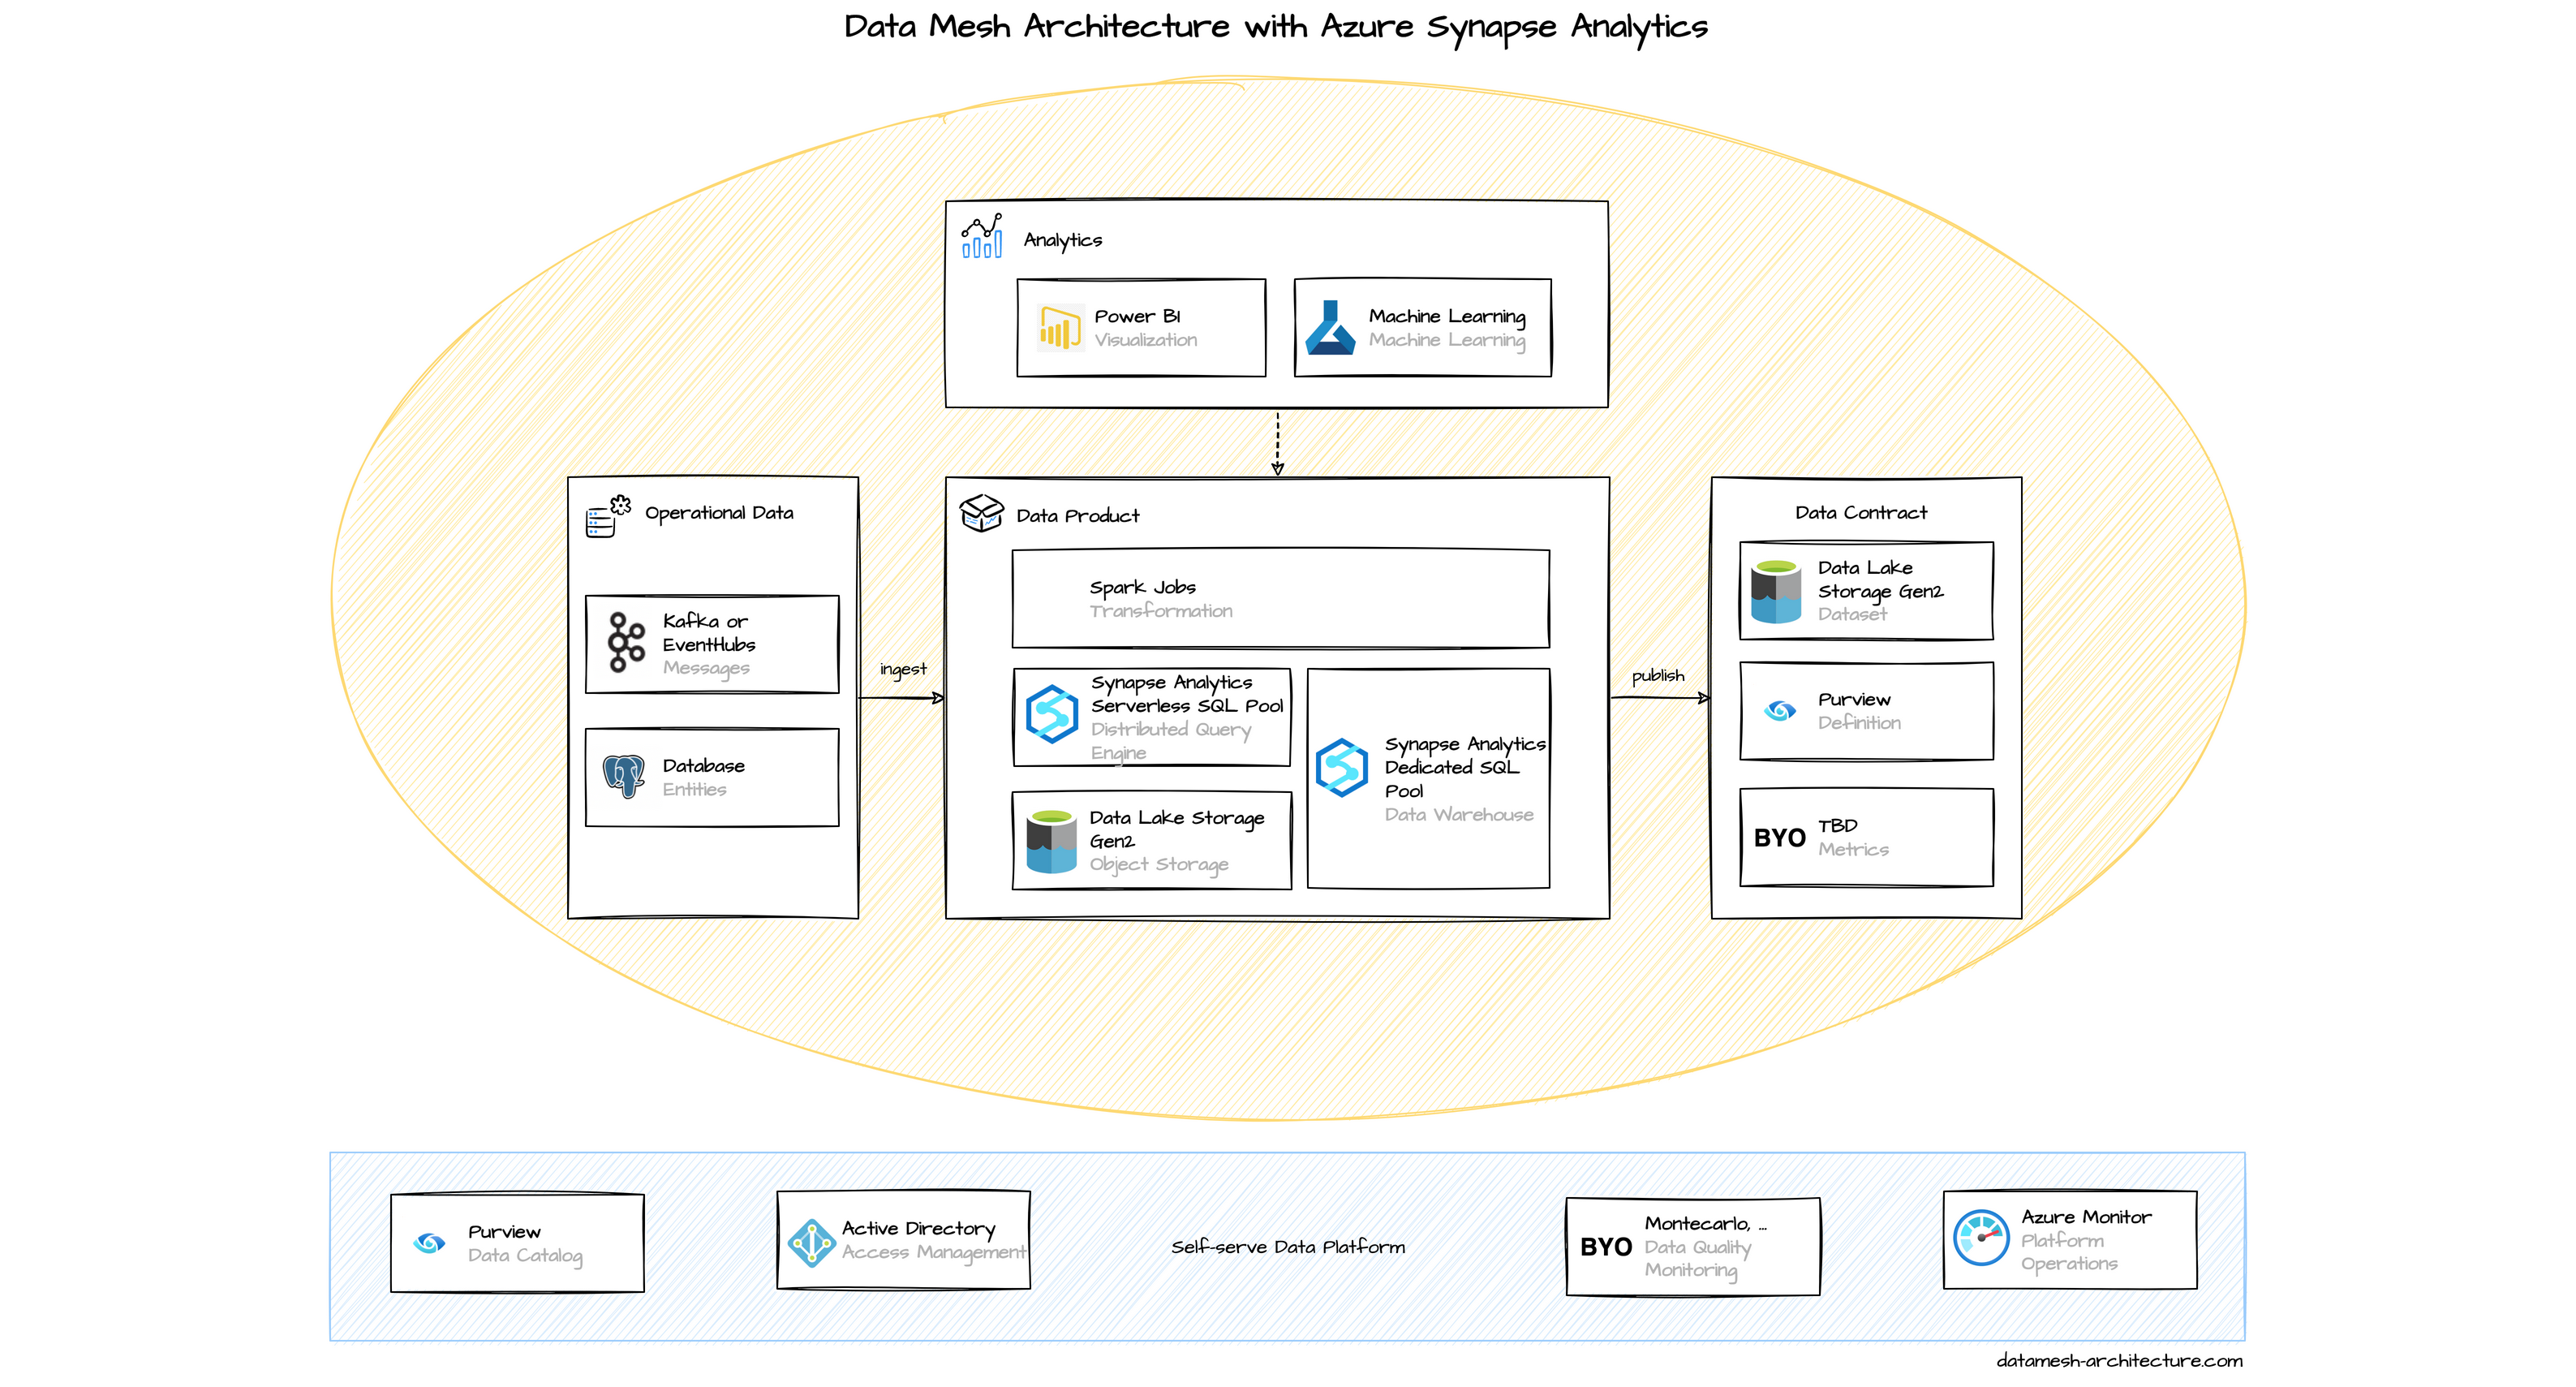 Data Mesh Architecture with Azure Synapse Analytics
Analytics
Power BI
Visualization
Machine Learning
Machine Learning
Operational Data
Kafka or
EventHubs
Messages
Database
Entities
ingest
Data Product
Spark Jobs
Transformation
Synapse Analytics
Serverless SQL Pool
Distributed Query
Engine
Data Lake Storage
Gen2
Object Storage
Synapse Analytics
Dedicated SQL
Pool
Data Warehouse
publish
Data Contract
Data Lake
Storage Gen2
Dataset
Purview
Definition
BYO
TBD
Metrics
Purview
Data Catalog
Active Directory
Access Management
Self-serve Data Platform
BYO
Montecarlo, ...
Data Quality
Monitoring
Azure Monitor
Platform
Operations
datamesh-architecture.com